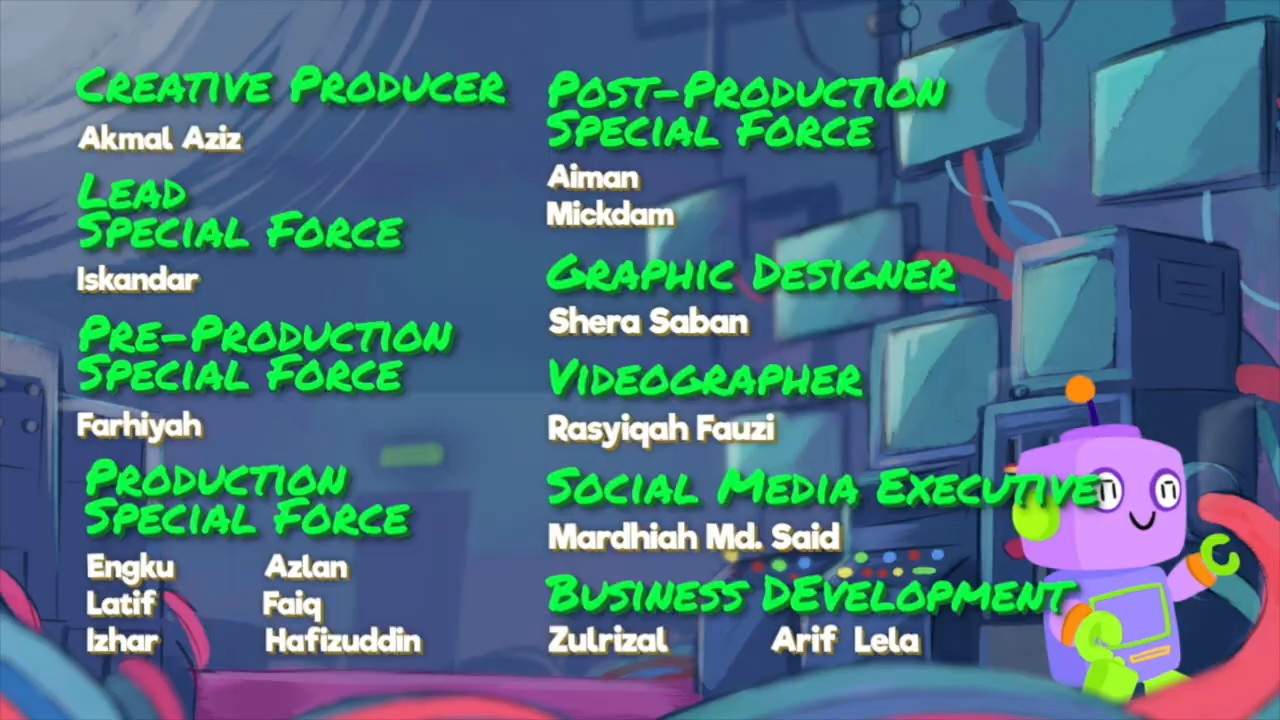 Creative Producer
Akmal Aziz
Lead
Special Force
Iskandar
Pre-Production
Special Force
Farhiyah
Production
Special Force
Engku Azlan
Latif Faiq
Izhar Hafizuddin
Post-Production
Special Force
Aiman
Mickdam
Graphic Designer
Shera Saban
Videographer
Rasyiqah Fauzi
Social Media Executive
Mardhiah Md. Said
Business Development
Zulrizal Arif Lela